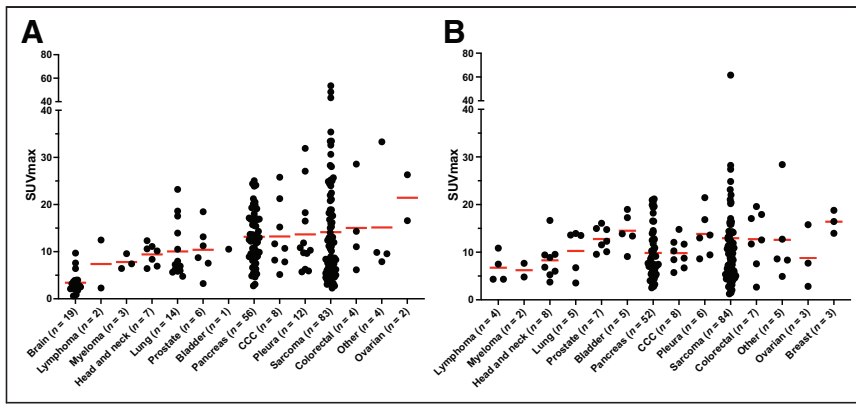 A
SUVmax
80
60
40
40
30
20
10
0
Brain (n = 19)
Lymphoma (n = 2)
Myeloma (n = 3)
Head and neck (n = 7)
Lung (n = 14)
Prostate (n = 6)
Bladder (n = 1)
Pancreas (n = 56)
CCC (n = 8)
Pleura (n = 12)
Sarcoma (n = 83)
Colorectal (n = 4)
Other (n = 4)
Ovarian (n = 2)
B
SUVmax
80
60
40
40
30
20
10
0
Lymphoma (n = 4)
Myeloma (n = 2)
Head and neck (n = 8)
Lung (n = 5)
Prostate (n = 7)
Bladder (n = 5)
Pancreas (n = 52)
CCC (n = 8)
Pleura (n = 6)
Sarcoma (n = 84)
Colorectal (n = 7)
Other (n = 5)
Ovarian (n = 3)
Breast (n = 3)